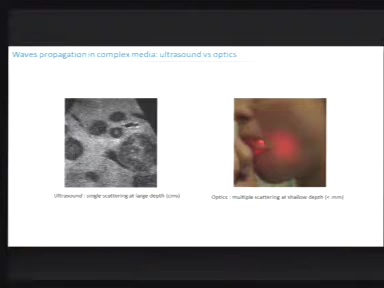 Waves propagation in complex media: ultrasound vs optics
Ultrasound : single scattering at large depth (cms)
Optics : multiple scattering at shallow depth (< mm)